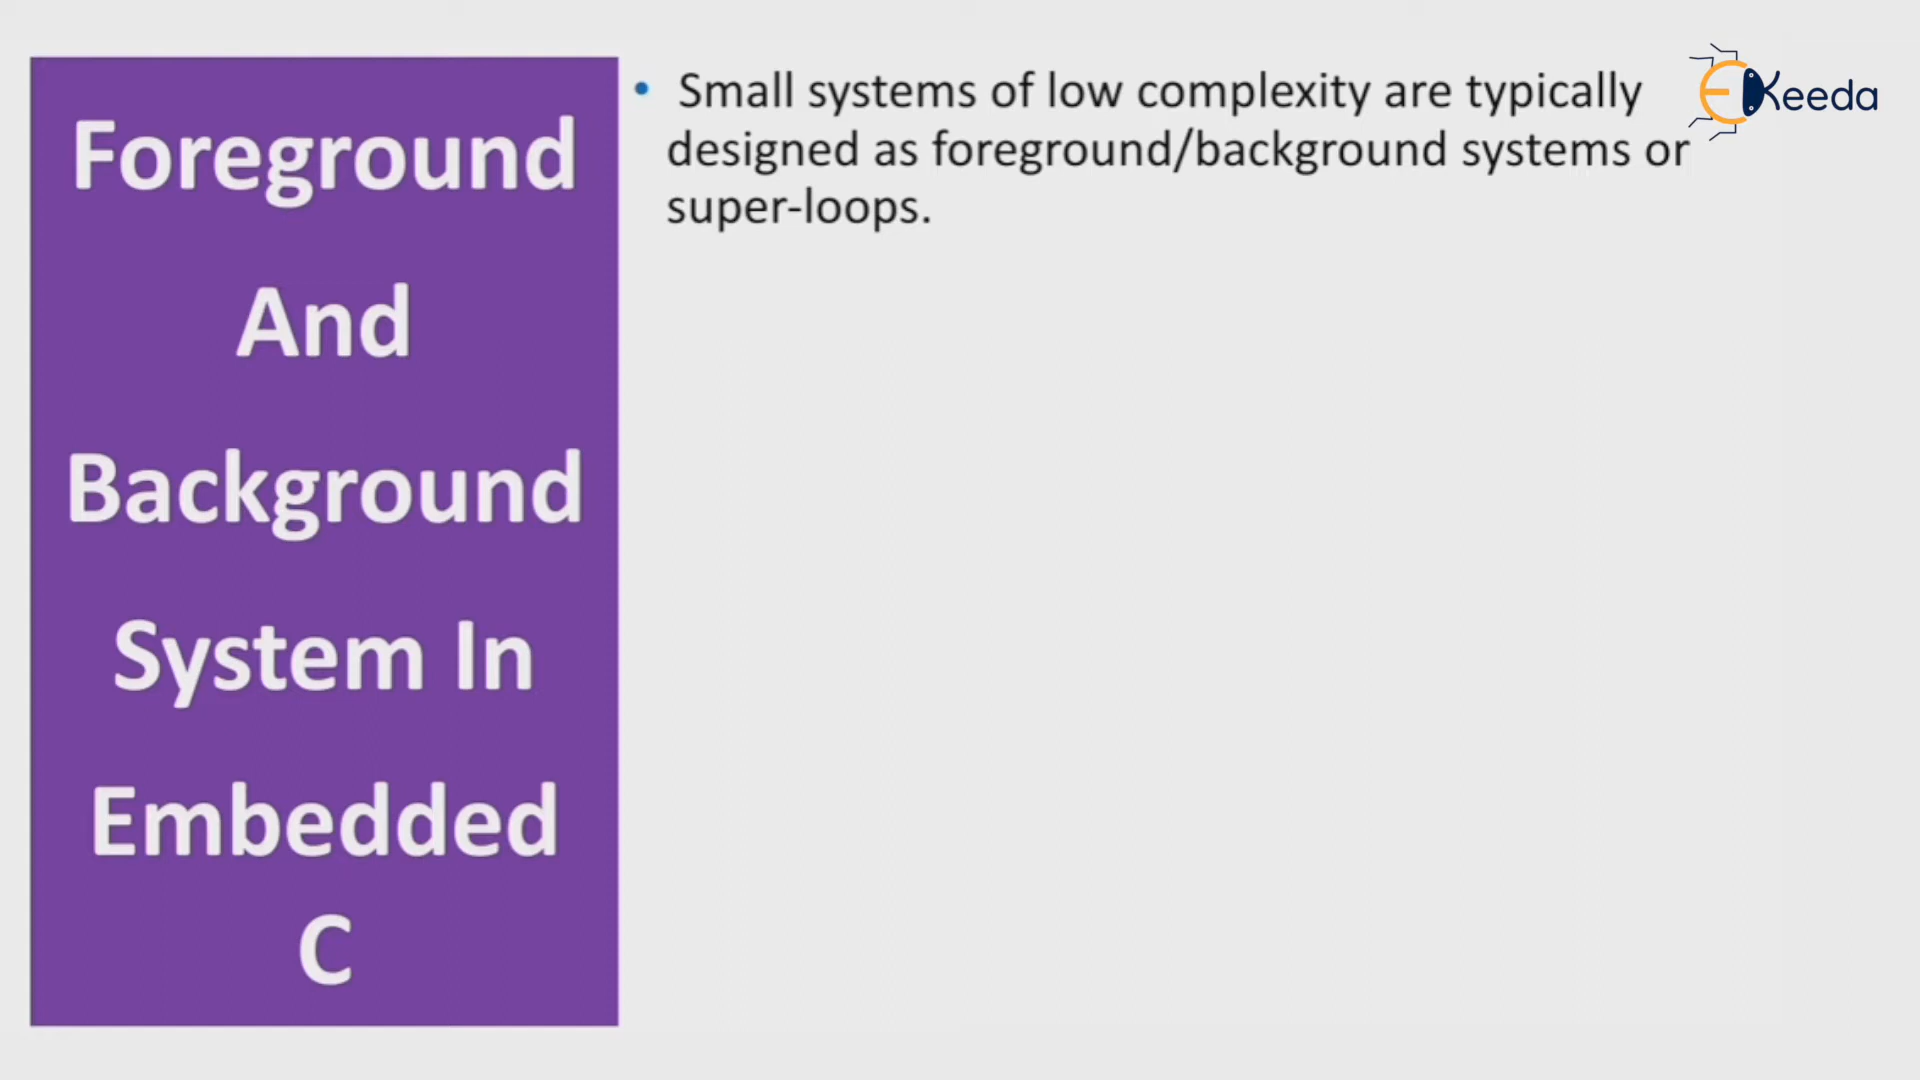 Foreground
And
Background
System In
Embedded
C
• Small systems of low complexity are typically
designed as foreground/background systems or
super-loops.
EKeeda